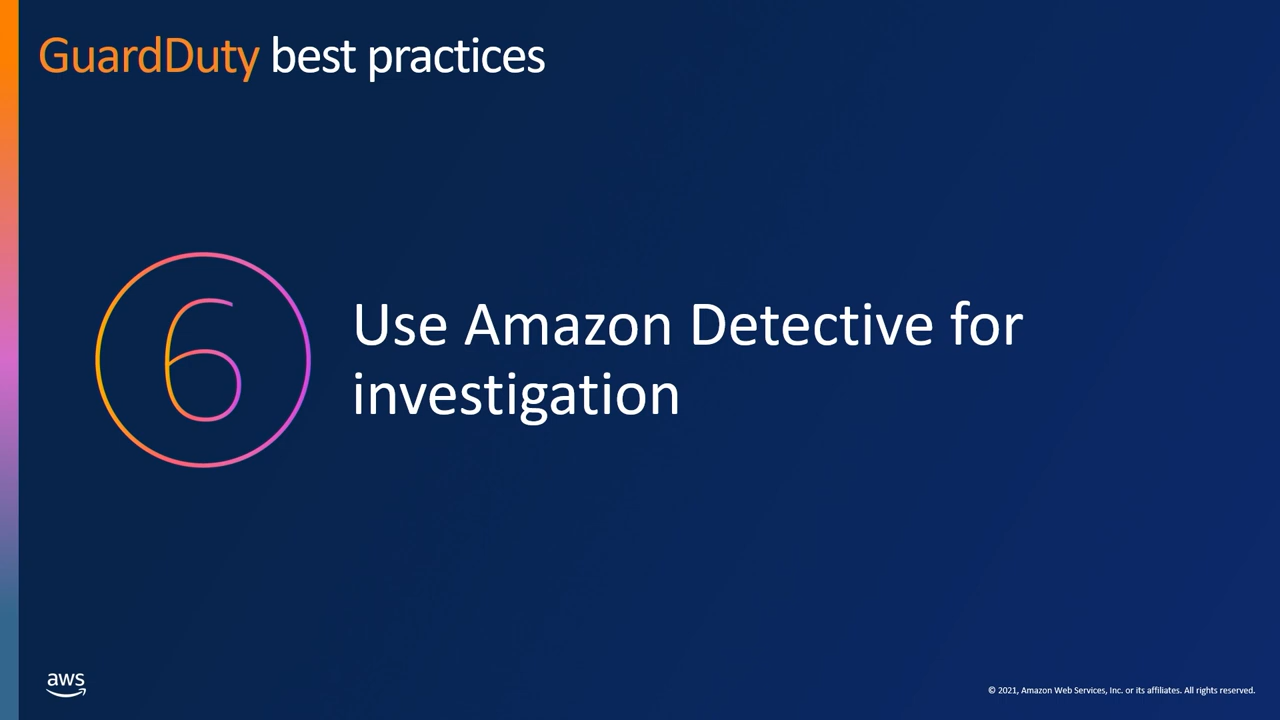 GuardDuty best practices
6
Use Amazon Detective for
investigation
aws
© 2021, Amazon Web Services, Inc. or its affiliates. All rights reserved.